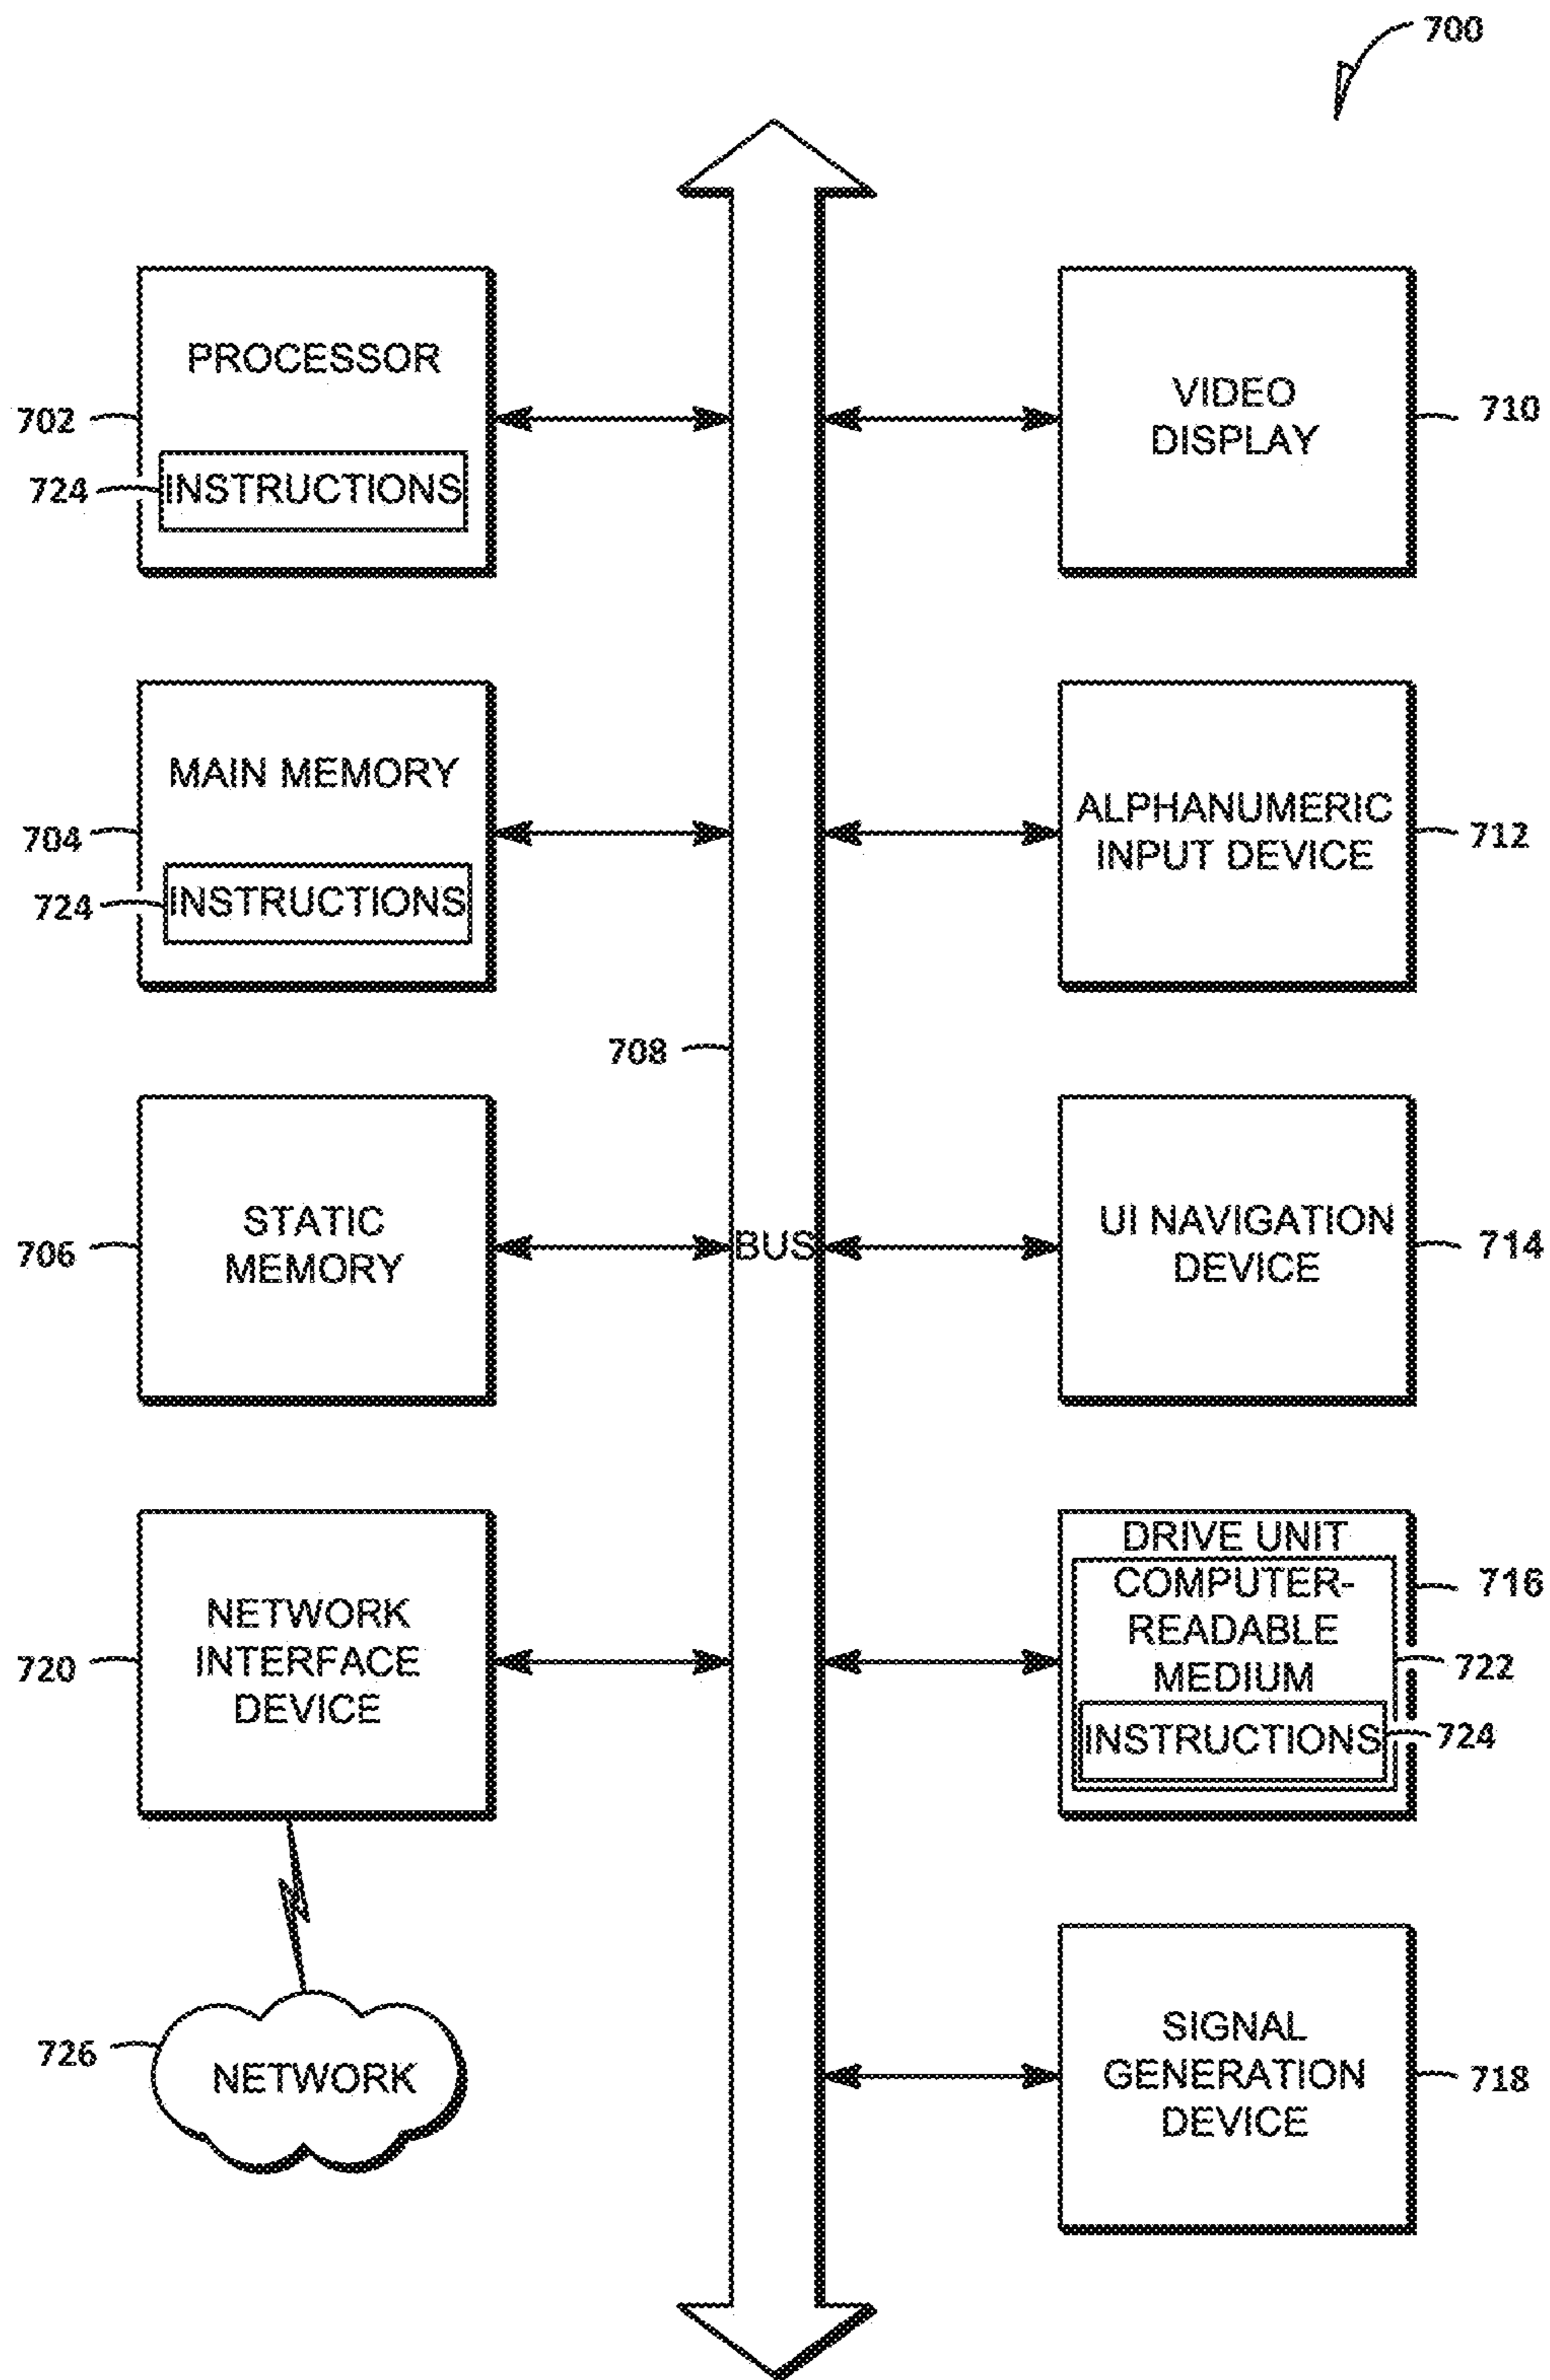 700
PROCESSOR
702
724
INSTRUCTIONS
VIDEO
DISPLAY
710
MAIN MEMORY
704
724
INSTRUCTIONS
ALPHANUMERIC
INPUT DEVICE
712
708
STATIC
MEMORY
706
BUS
UI NAVIGATION
DEVICE
714
NETWORK
INTERFACE
DEVICE
720
DRIVE UNIT
COMPUTER-
READABLE
MEDIUM
716
722
INSTRUCTIONS
724
726
NETWORK
SIGNAL
GENERATION
DEVICE
718